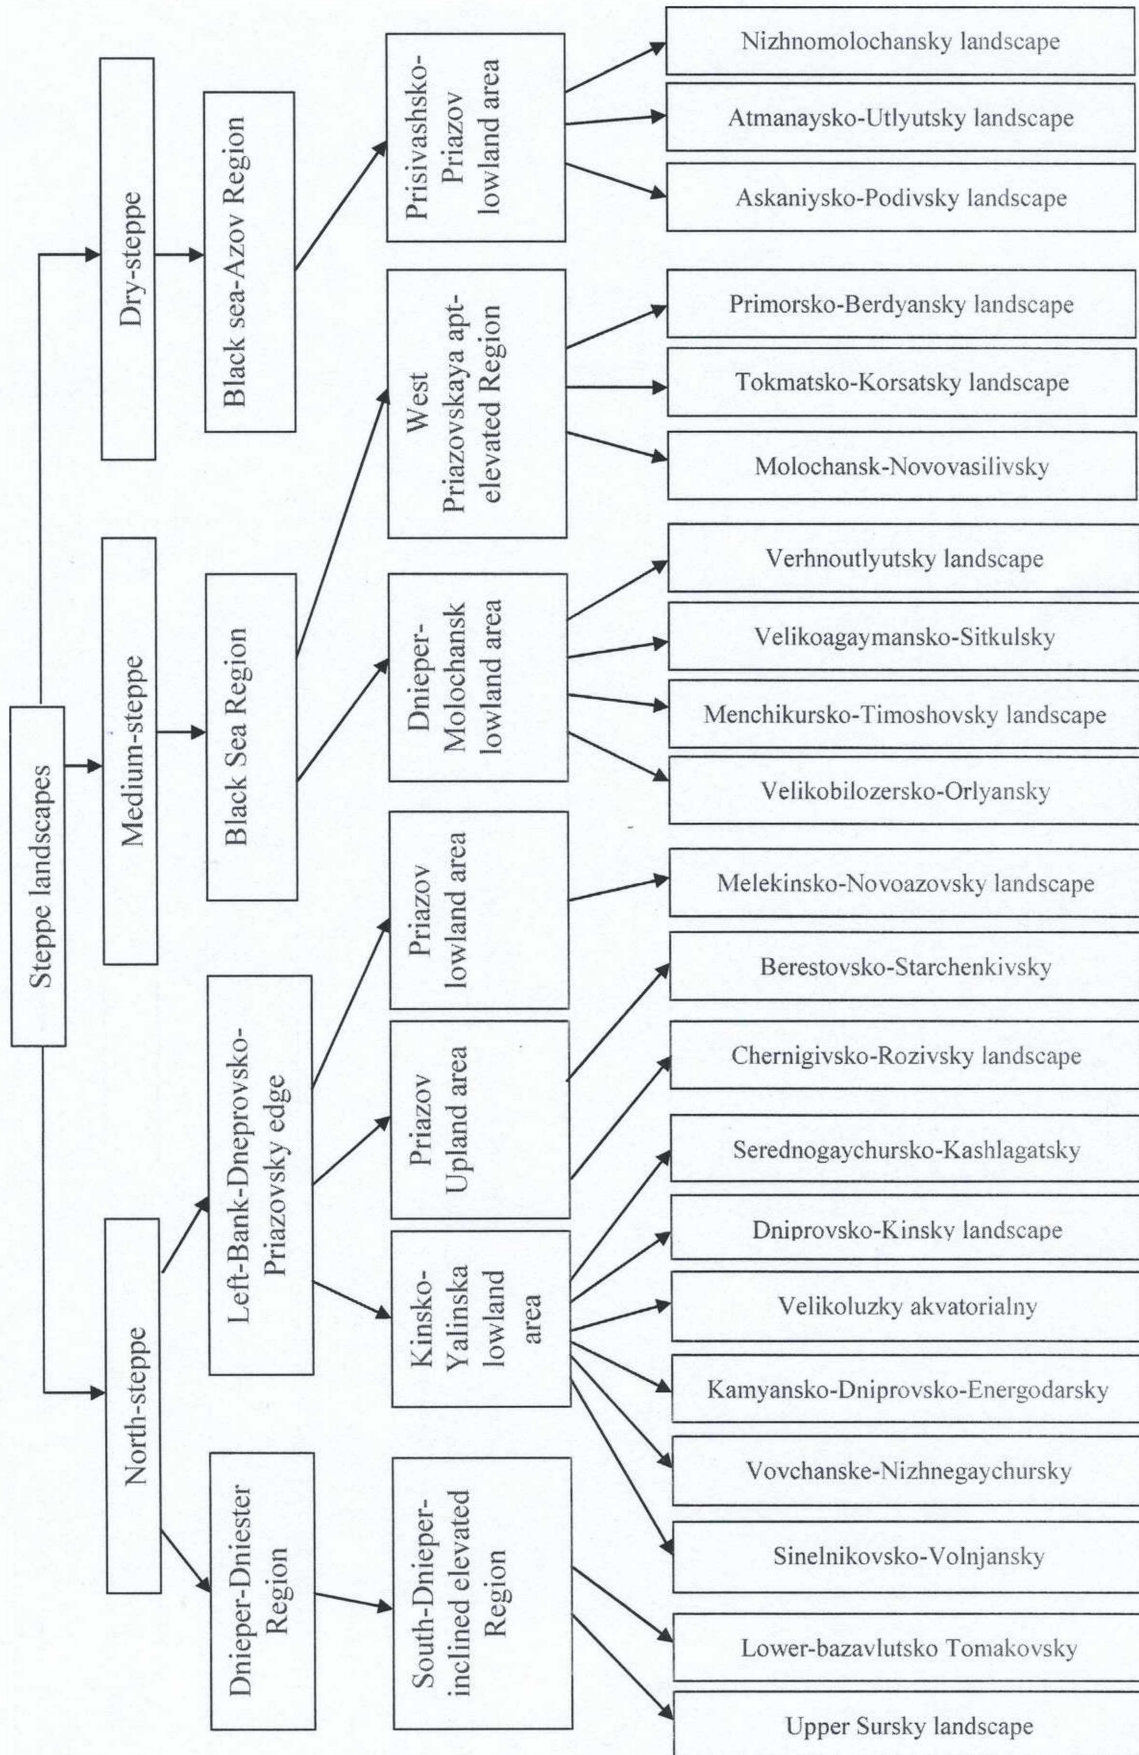 Steppe landscapes
North-steppe
Medium-steppe
Dry-steppe
Dnieper-Dniester
Region
Left-Bank-Dneprovsko-
Priazovsky edge
Black Sea Region
Black sea-Azov Region
South-Dnieper-
inclined elevated
Region
Kinsko-
Yalinska
lowland
area
Priazov
Upland area
Priazov
lowland area
Dnieper-
Molochansk
lowland area
West
Priazovskaya apt-
elevated Region
Prisivashsko-
Priazov
lowland area
Nizhnomolochansky landscape
Atmanaysko-Utlyutsky landscape
Askaniysko-Podivsky landscape
Primorsko-Berdyansky landscape
Tokmatsko-Korsatsky landscape
Molochansk-Novovasilivsky
Verhnoutlyutsky landscape
Velikoagaymansko-Sitkulsky
Menchikursko-Timoshovsky landscape
Velikobilozersko-Orlyansky
Melekinsko-Novoazovsky landscape
Berestovsko-Starchenkivsky
Chernigivsko-Rozivsky landscape
Serednogaychursko-Kashlagatsky
Dniprovsko-Kinsky landscape
Velikoluzky akvatorialny
Kamyansko-Dniprovsko-Energodarsky
Vovchanske-Nizhnegaychursky
Sinelnikovsko-Volnjansky
Lower-bazavlutsko Tomakovsky
Upper Sursky landscape